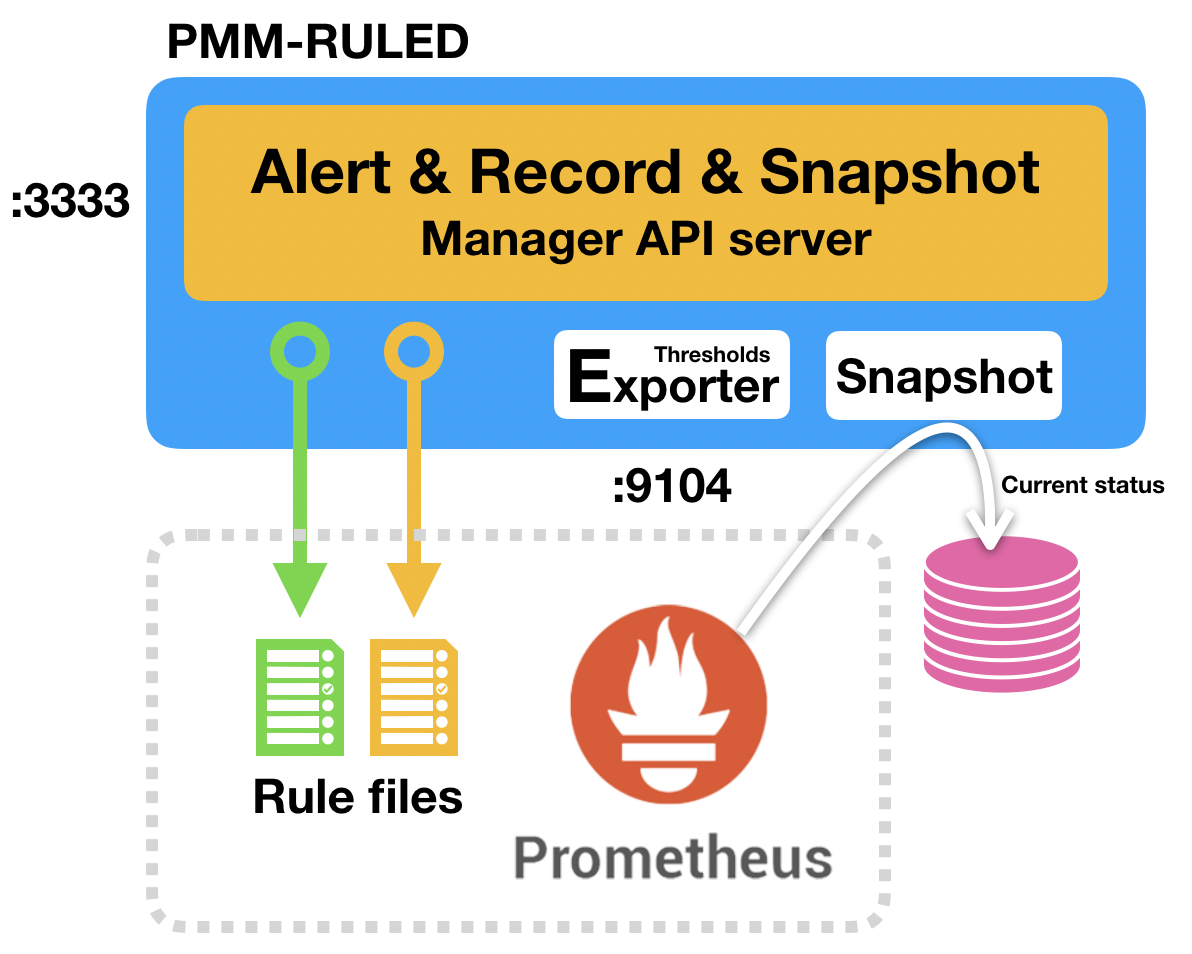 PMM-RULED
:3333
Alert & Record & Snapshot
Manager API server
Thresholds
Exporter
Snapshot
:9104
Current status
Rule files
Prometheus